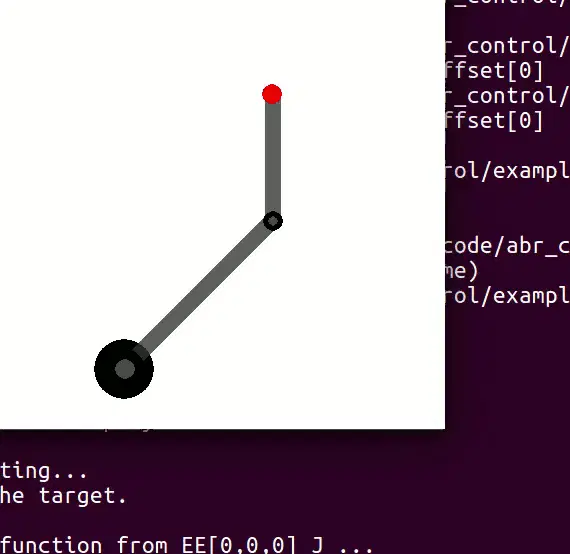 r_control/
ffset[0]
r_control/
ffset[0]
rol/exampl
code/abr_c
me)
rol/exampl
ting...
he target.
function from EE[0,0,0] J ...